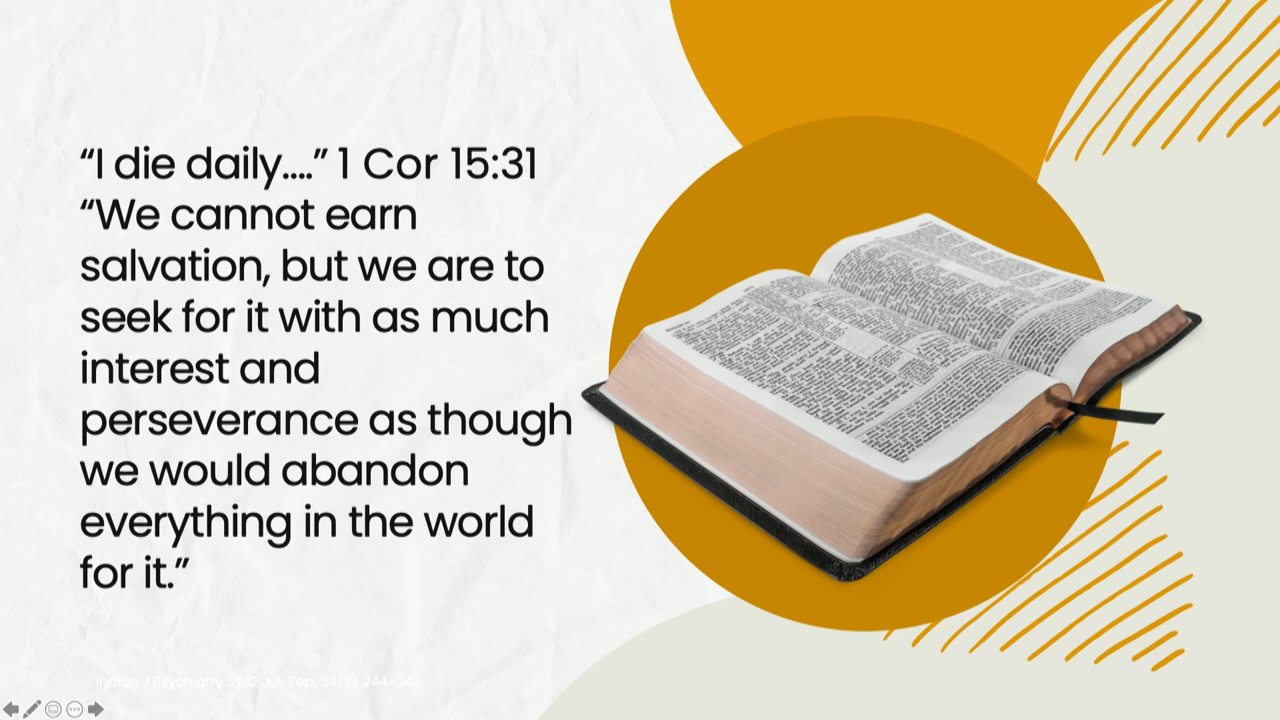 “I die daily....” 1 Cor 15:31
“We cannot earn
salvation, but we are to
seek for it with as much
interest and
perseverance as though
we would abandon
everything in the world
for it.”
Indian J Psychiatry. 2012 Jul-Sep; 54(3): 244–247.